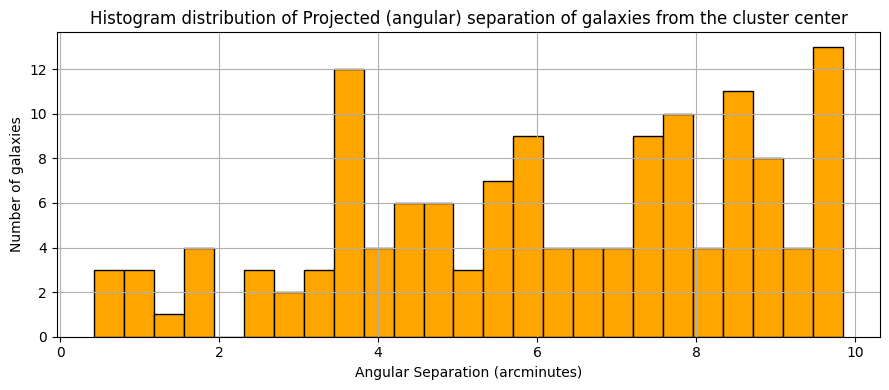 Histogram distribution of Projected (angular) separation of galaxies from the cluster center
12
10
8
6
4
2
0
Number of galaxies
0 2 4 6 8 10
Angular Separation (arcminutes)